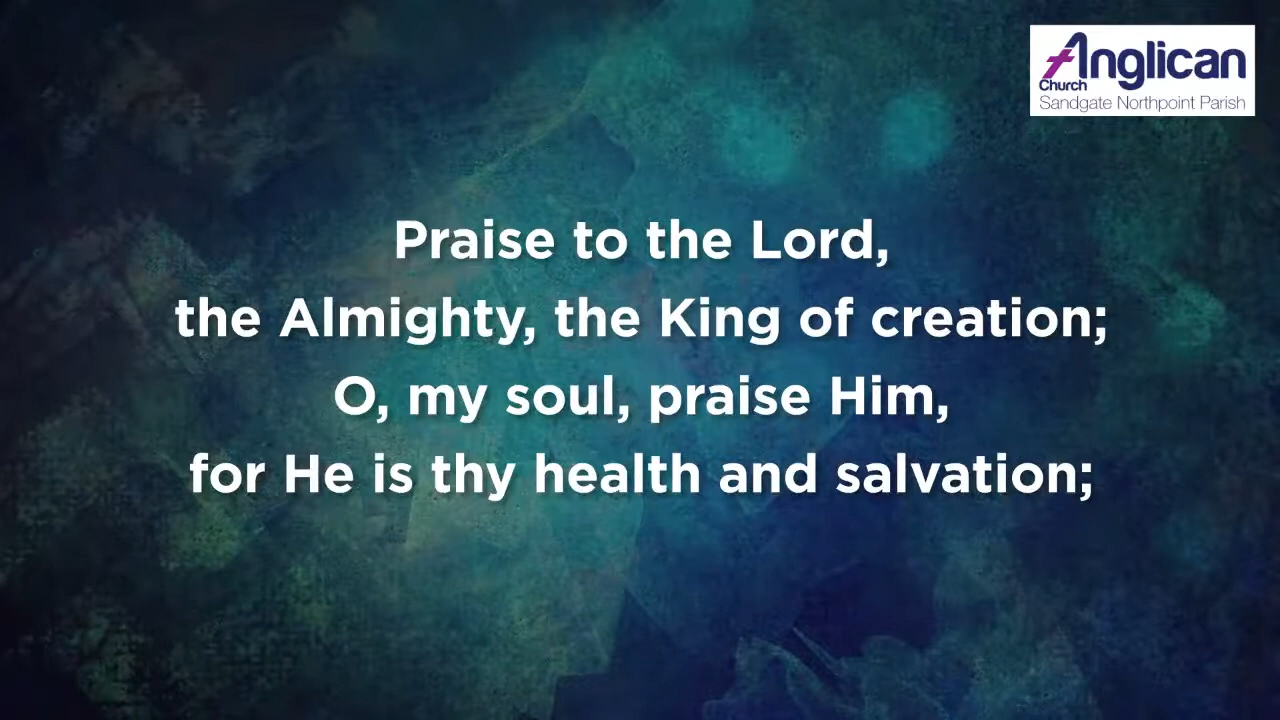 Anglican
Church
Sandgate Northpoint Parish
Praise to the Lord,
the Almighty, the King of creation;
O, my soul, praise Him,
for He is thy health and salvation;